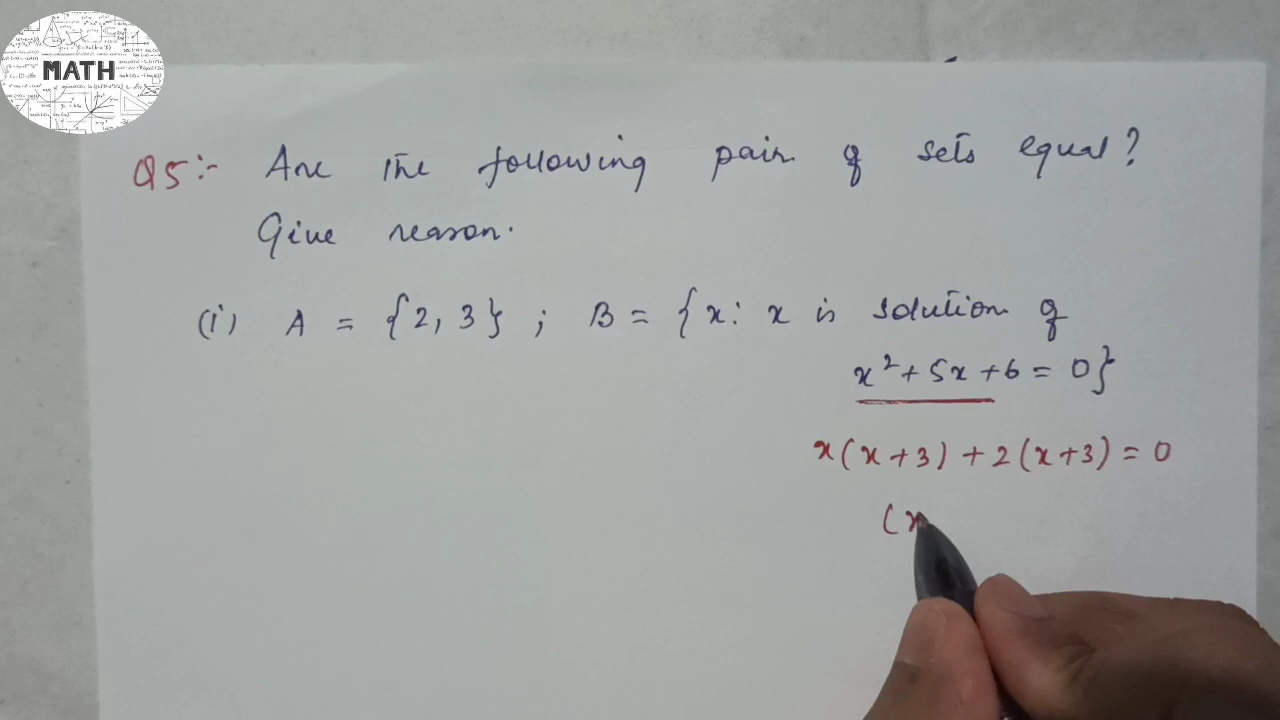 MATH
Q5:- Are the following pair of sets equal?
Give reason.
(i) A = {2, 3} ; B = {x: x is solution of
x² + 5x + 6 = 0}
x(x+3) + 2(x+3) = 0
(x